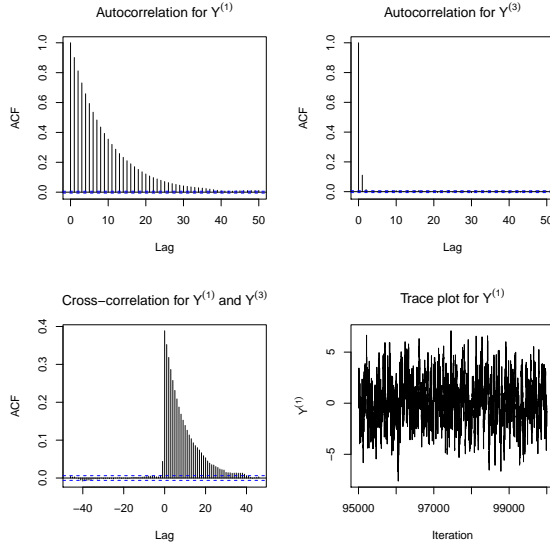 Autocorrelation for Y(1)
ACF
0.0 0.2 0.4 0.6 0.8 1.0
0 10 20 30 40 50
Lag
Autocorrelation for Y(3)
ACF
0.0 0.2 0.4 0.6 0.8 1.0
0 10 20 30 40 50
Lag
Cross−correlation for Y(1) and Y(3)
ACF
0.0 0.1 0.2 0.3 0.4
−40 −20 0 20 40
Lag
Trace plot for Y(1)
Y(1)
−5 0 5
95000 97000 99000
Iteration